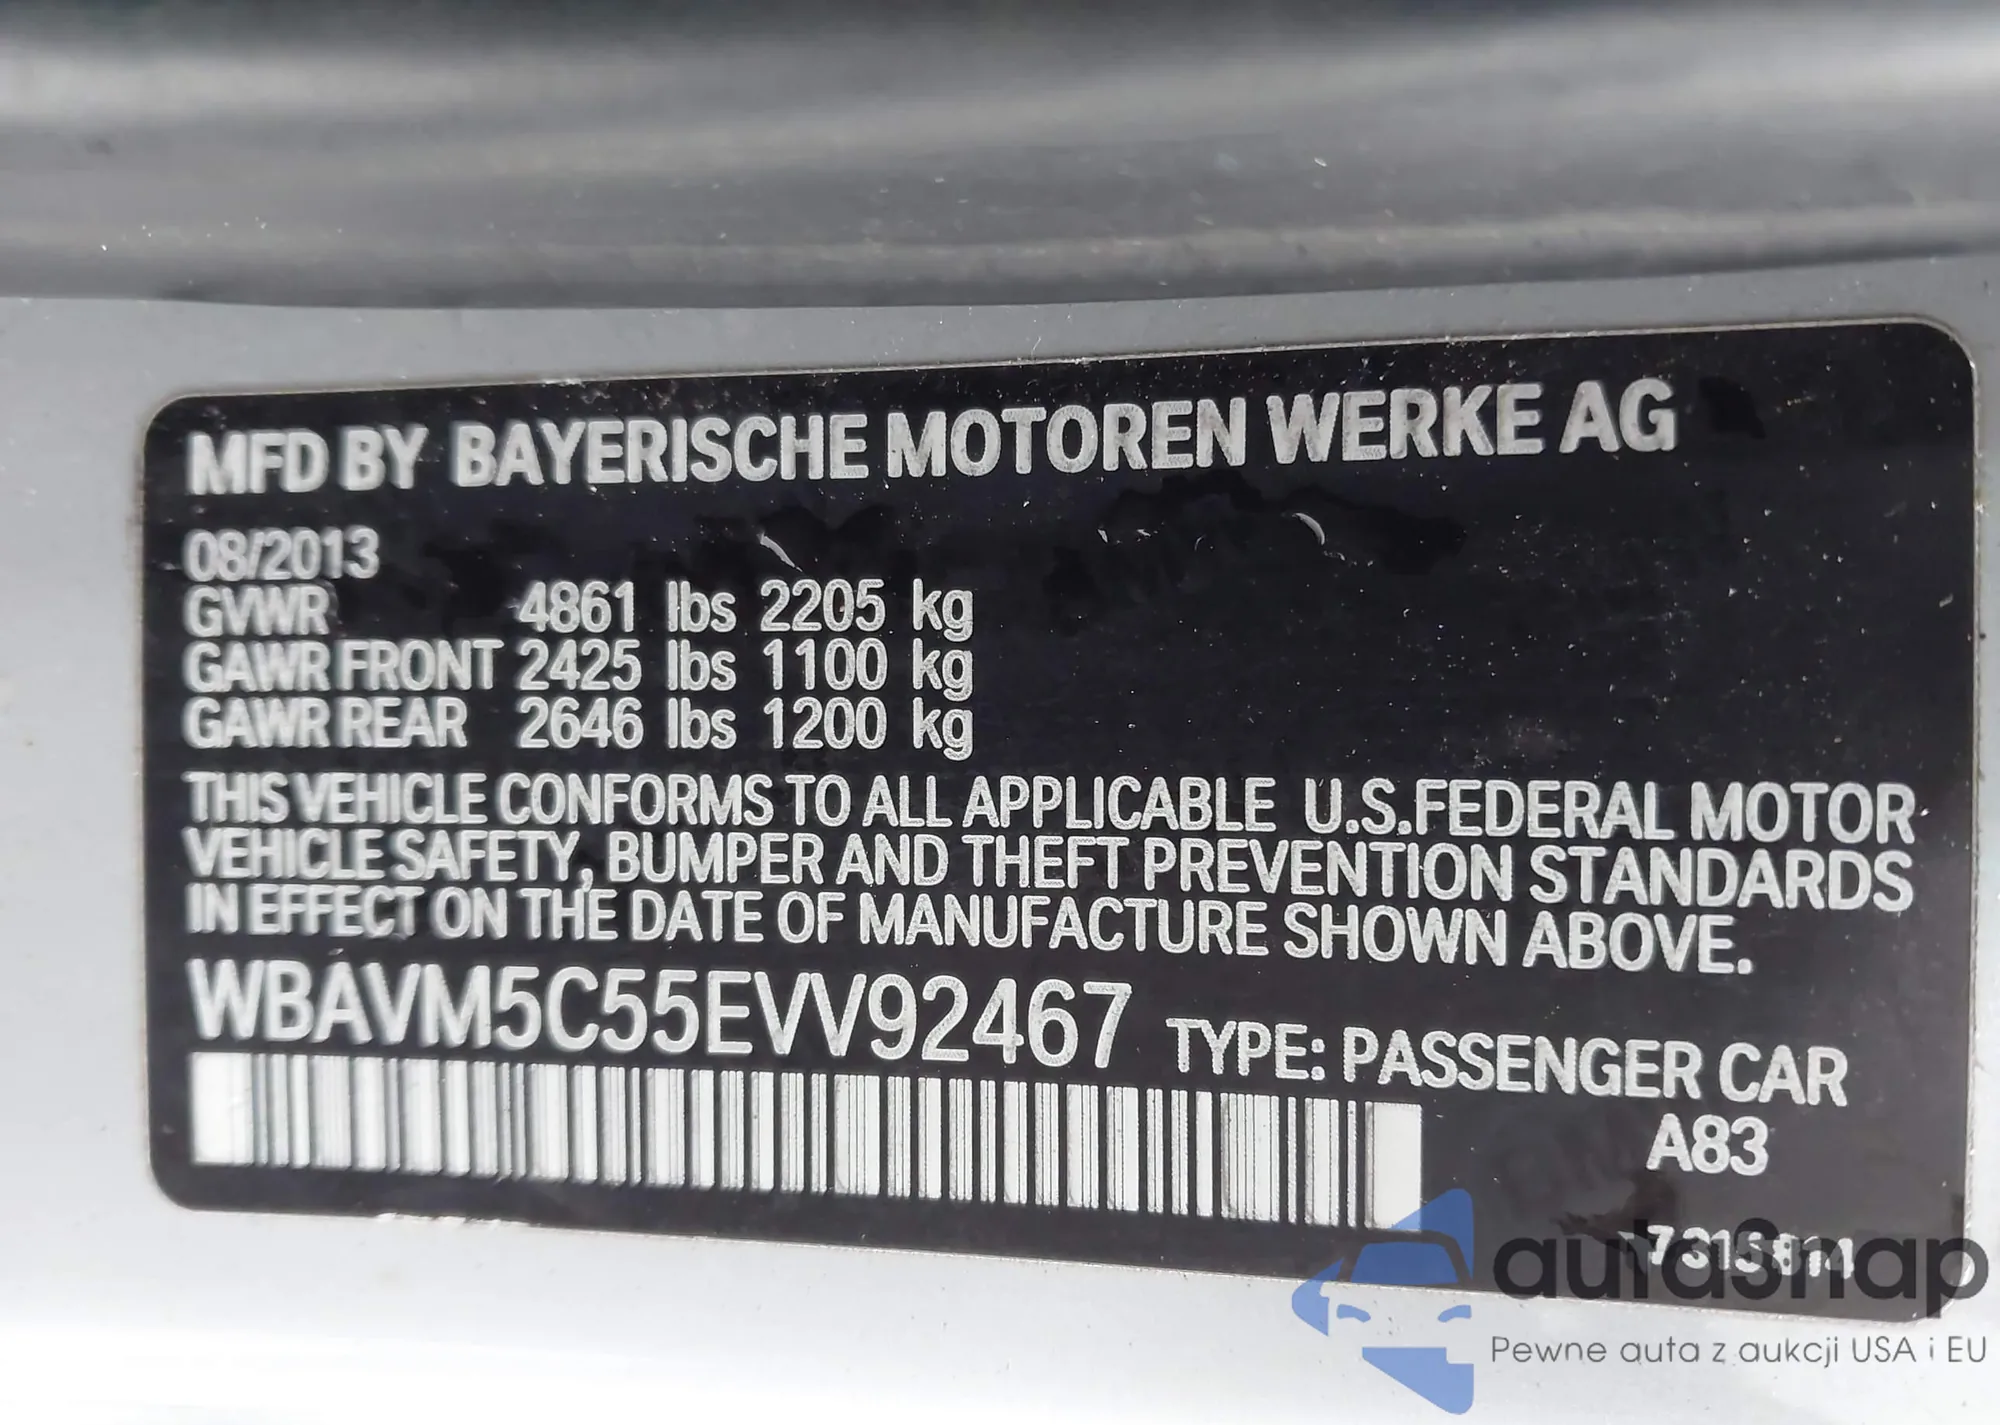 MFD BY BAYERISCHE MOTOREN WERKE AG
08/2013
GVWR 4861 lbs 2205 kg
GAWR FRONT 2425 lbs 1100 kg
GAWR REAR 2646 lbs 1200 kg
THIS VEHICLE CONFORMS TO ALL APPLICABLE U.S.FEDERAL MOTOR
VEHICLE SAFETY, BUMPER AND THEFT PREVENTION STANDARDS
IN EFFECT ON THE DATE OF MANUFACTURE SHOWN ABOVE.
WBAVM5C55EVV92467 TYPE: PASSENGER CAR
A83
7315814
autasnap
Pewne auta z aukcji USA i EU